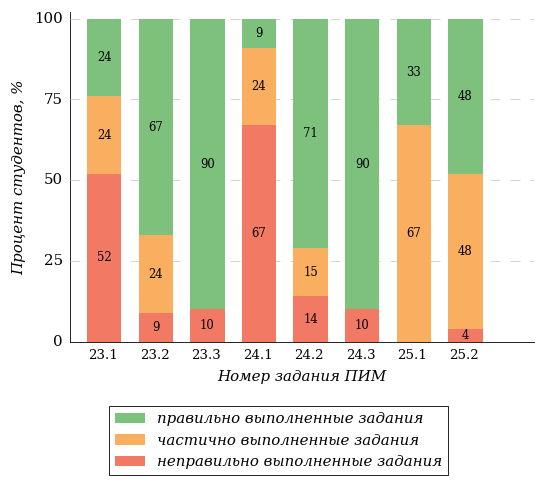 100
75
50
25
0
Процент студентов, %
24 67 90 9 71 90 33 48
24 24 24 15 67 48
52 9 10 67 14 10 4
23.1 23.2 23.3 24.1 24.2 24.3 25.1 25.2
Номер задания ПИМ
правильно выполненные задания
частично выполненные задания
неправильно выполненные задания